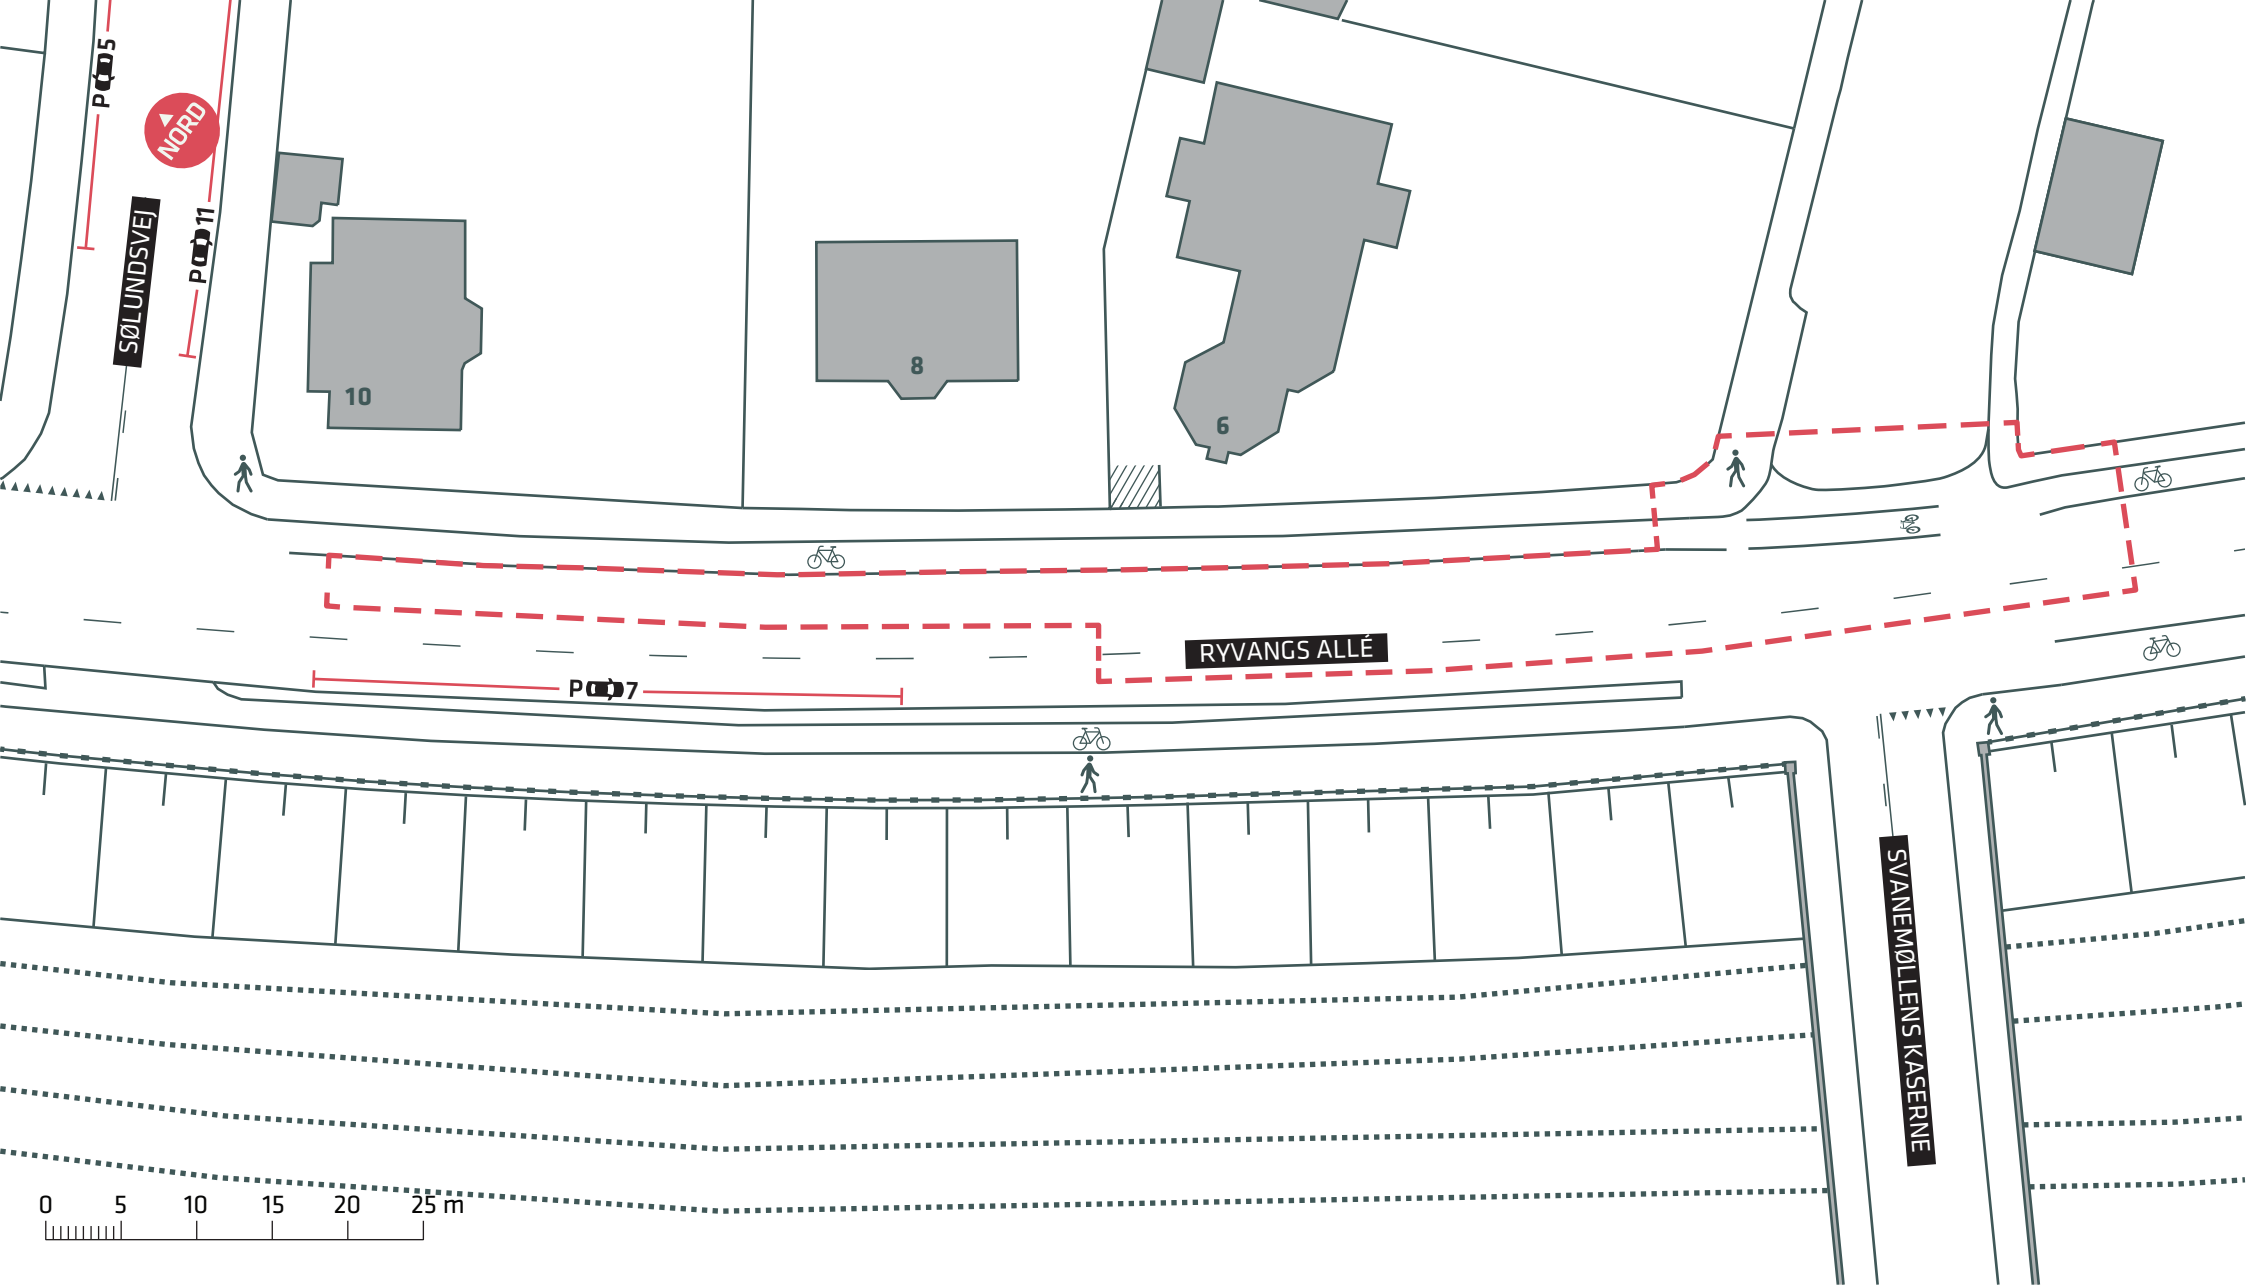 P 5
NORD
SØLUNDSVEJ
P 11
10
8
6
RYVANGS ALLÉ
P 7
SVANEMØLLENS KASERNE
0 5 10 15 20 25 m